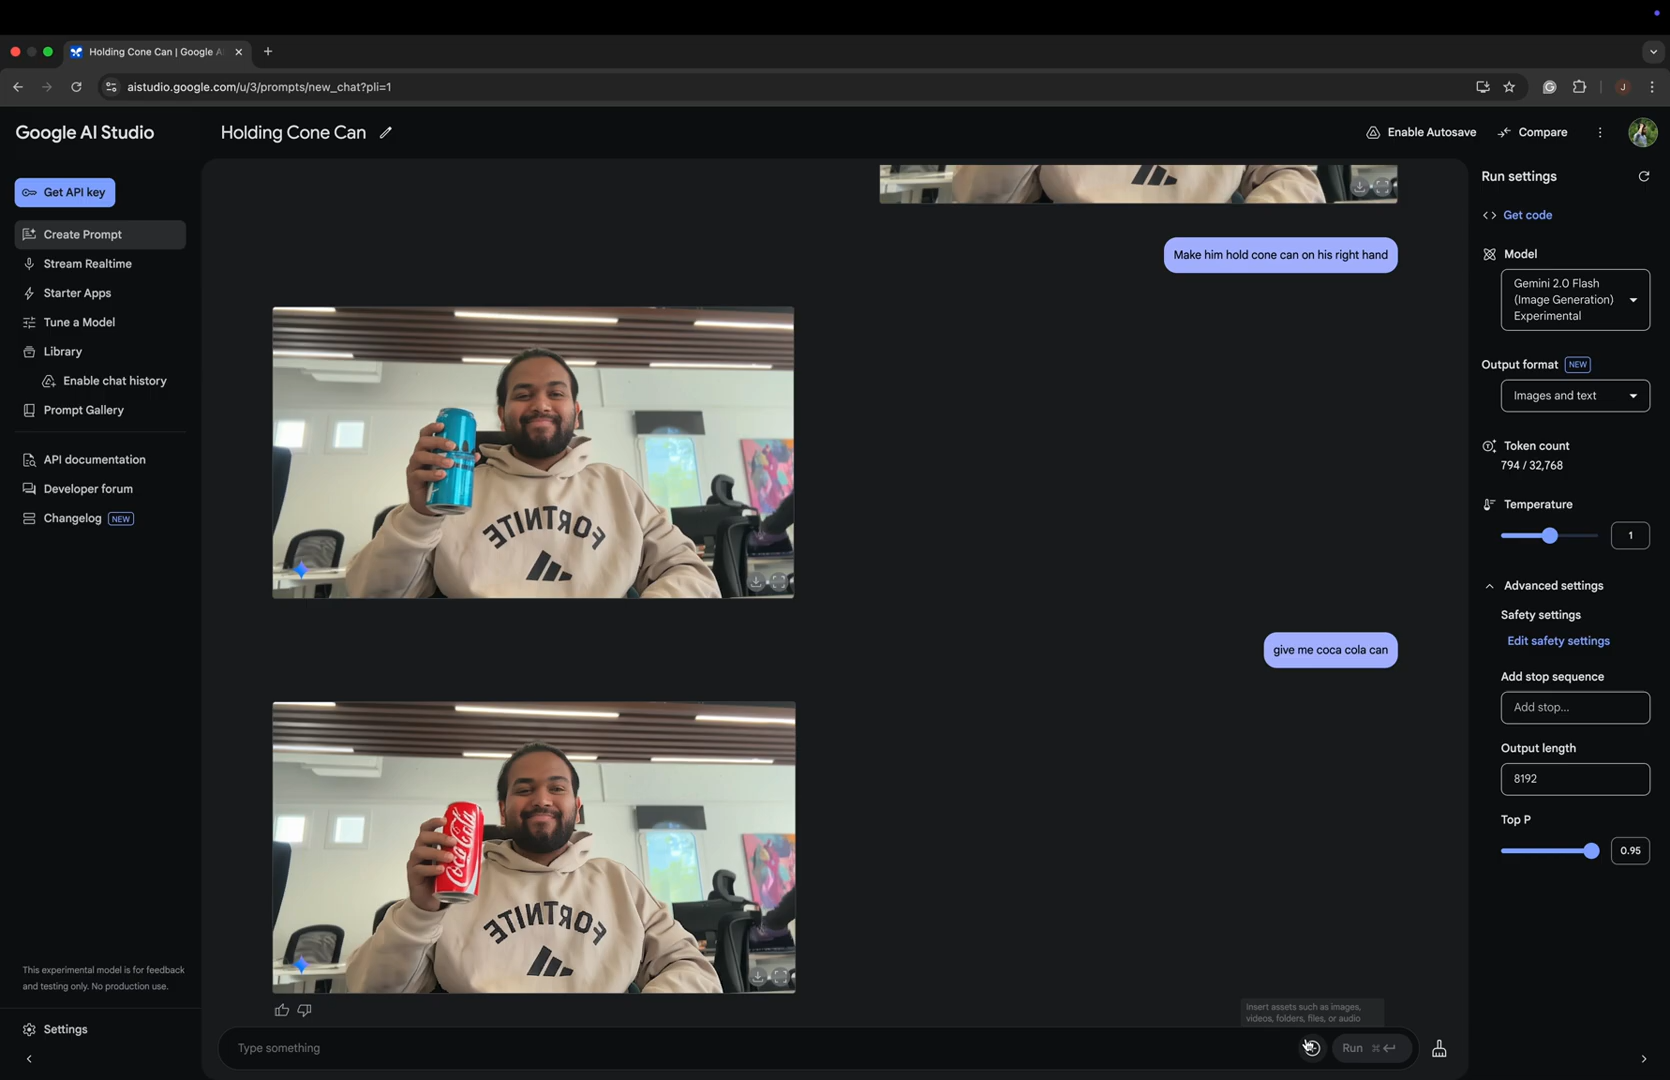 Holding Cone Can | Google A
aistudio.google.com/u/3/prompts/new_chat?pli=1
J
Google AI Studio
Holding Cone Can
Enable Autosave
Compare
Get API key
Create Prompt
Stream Realtime
Starter Apps
Tune a Model
Library
Enable chat history
Prompt Gallery
API documentation
Developer forum
Changelog NEW
This experimental model is for feedback
and testing only. No production use.
Settings
Make him hold cone can on his right hand
FORTNITE
give me coca cola can
Coca-Cola
FORTNITE
Insert assets such as images,
videos, folders, files, or audio
Type something
Run ⌘↵
Run settings
Get code
Model
Gemini 2.0 Flash
(Image Generation)
Experimental
Output format NEW
Images and text
Token count
794 / 32,768
Temperature
1
Advanced settings
Safety settings
Edit safety settings
Add stop sequence
Add stop...
Output length
8192
Top P
0.95